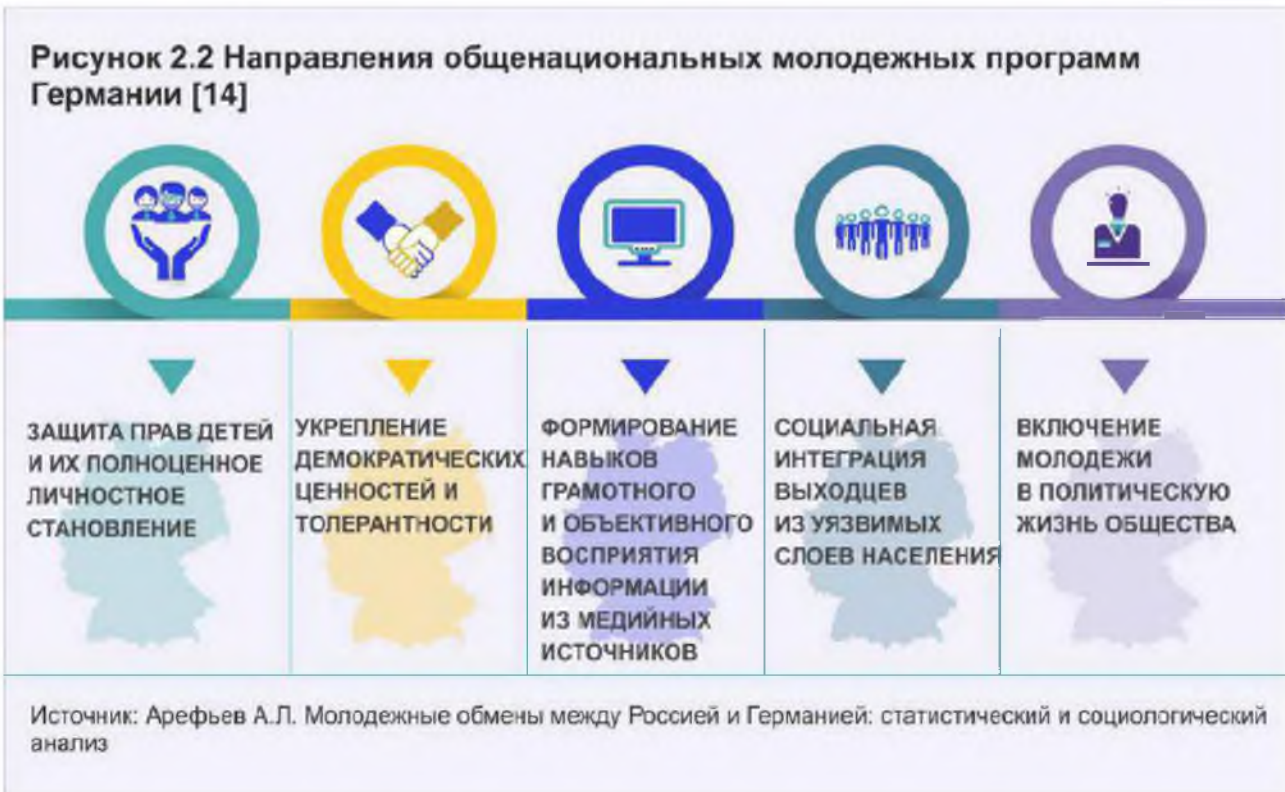 Рисунок 2.2 Направления общенациональных молодежных программ
Германии [14]
ЗАЩИТА ПРАВ ДЕТЕЙ
И ИХ ПОЛНОЦЕННОЕ
ЛИЧНОСТНОЕ
СТАНОВЛЕНИЕ
УКРЕПЛЕНИЕ
ДЕМОКРАТИЧЕСКИХ
ЦЕННОСТЕЙ И
ТОЛЕРАНТНОСТИ
ФОРМИРОВАНИЕ
НАВЫКОВ
ГРАМОТНОГО
И ОБЪЕКТИВНОГО
ВОСПРИЯТИЯ
ИНФОРМАЦИИ
ИЗ МЕДИЙНЫХ
ИСТОЧНИКОВ
СОЦИАЛЬНАЯ
ИНТЕГРАЦИЯ
ВЫХОДЦЕВ
ИЗ УЯЗВИМЫХ
СЛОЕВ НАСЕЛЕНИЯ
ВКЛЮЧЕНИЕ
МОЛОДЕЖИ
В ПОЛИТИЧЕСКУЮ
ЖИЗНЬ ОБЩЕСТВА
Источник: Арефьев А.Л. Молодежные обмены между Россией и Германией: статистический и социологический
анализ